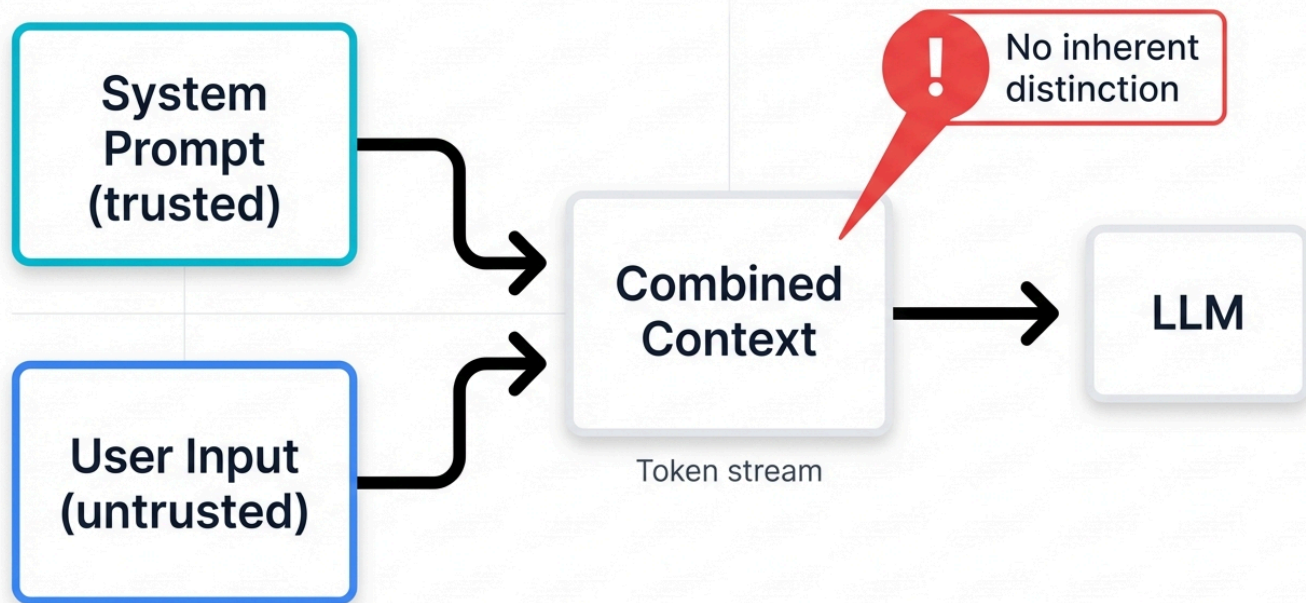 System
Prompt
(trusted)
User Input
(untrusted)
Combined
Context
Token stream
!
No inherent
distinction
LLM